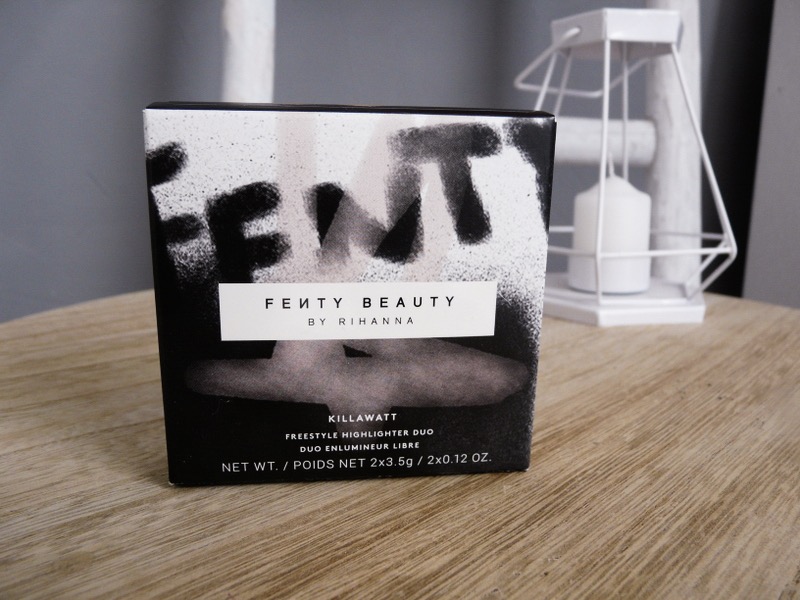 FENTY
FEИTY BEAUTY
BY RIHANNA
KILLAWATT
FREESTYLE HIGHLIGHTER DUO
DUO ENLUMINEUR LIBRE
NET WT. / POIDS NET 2x3.5g / 2x0.12 OZ.